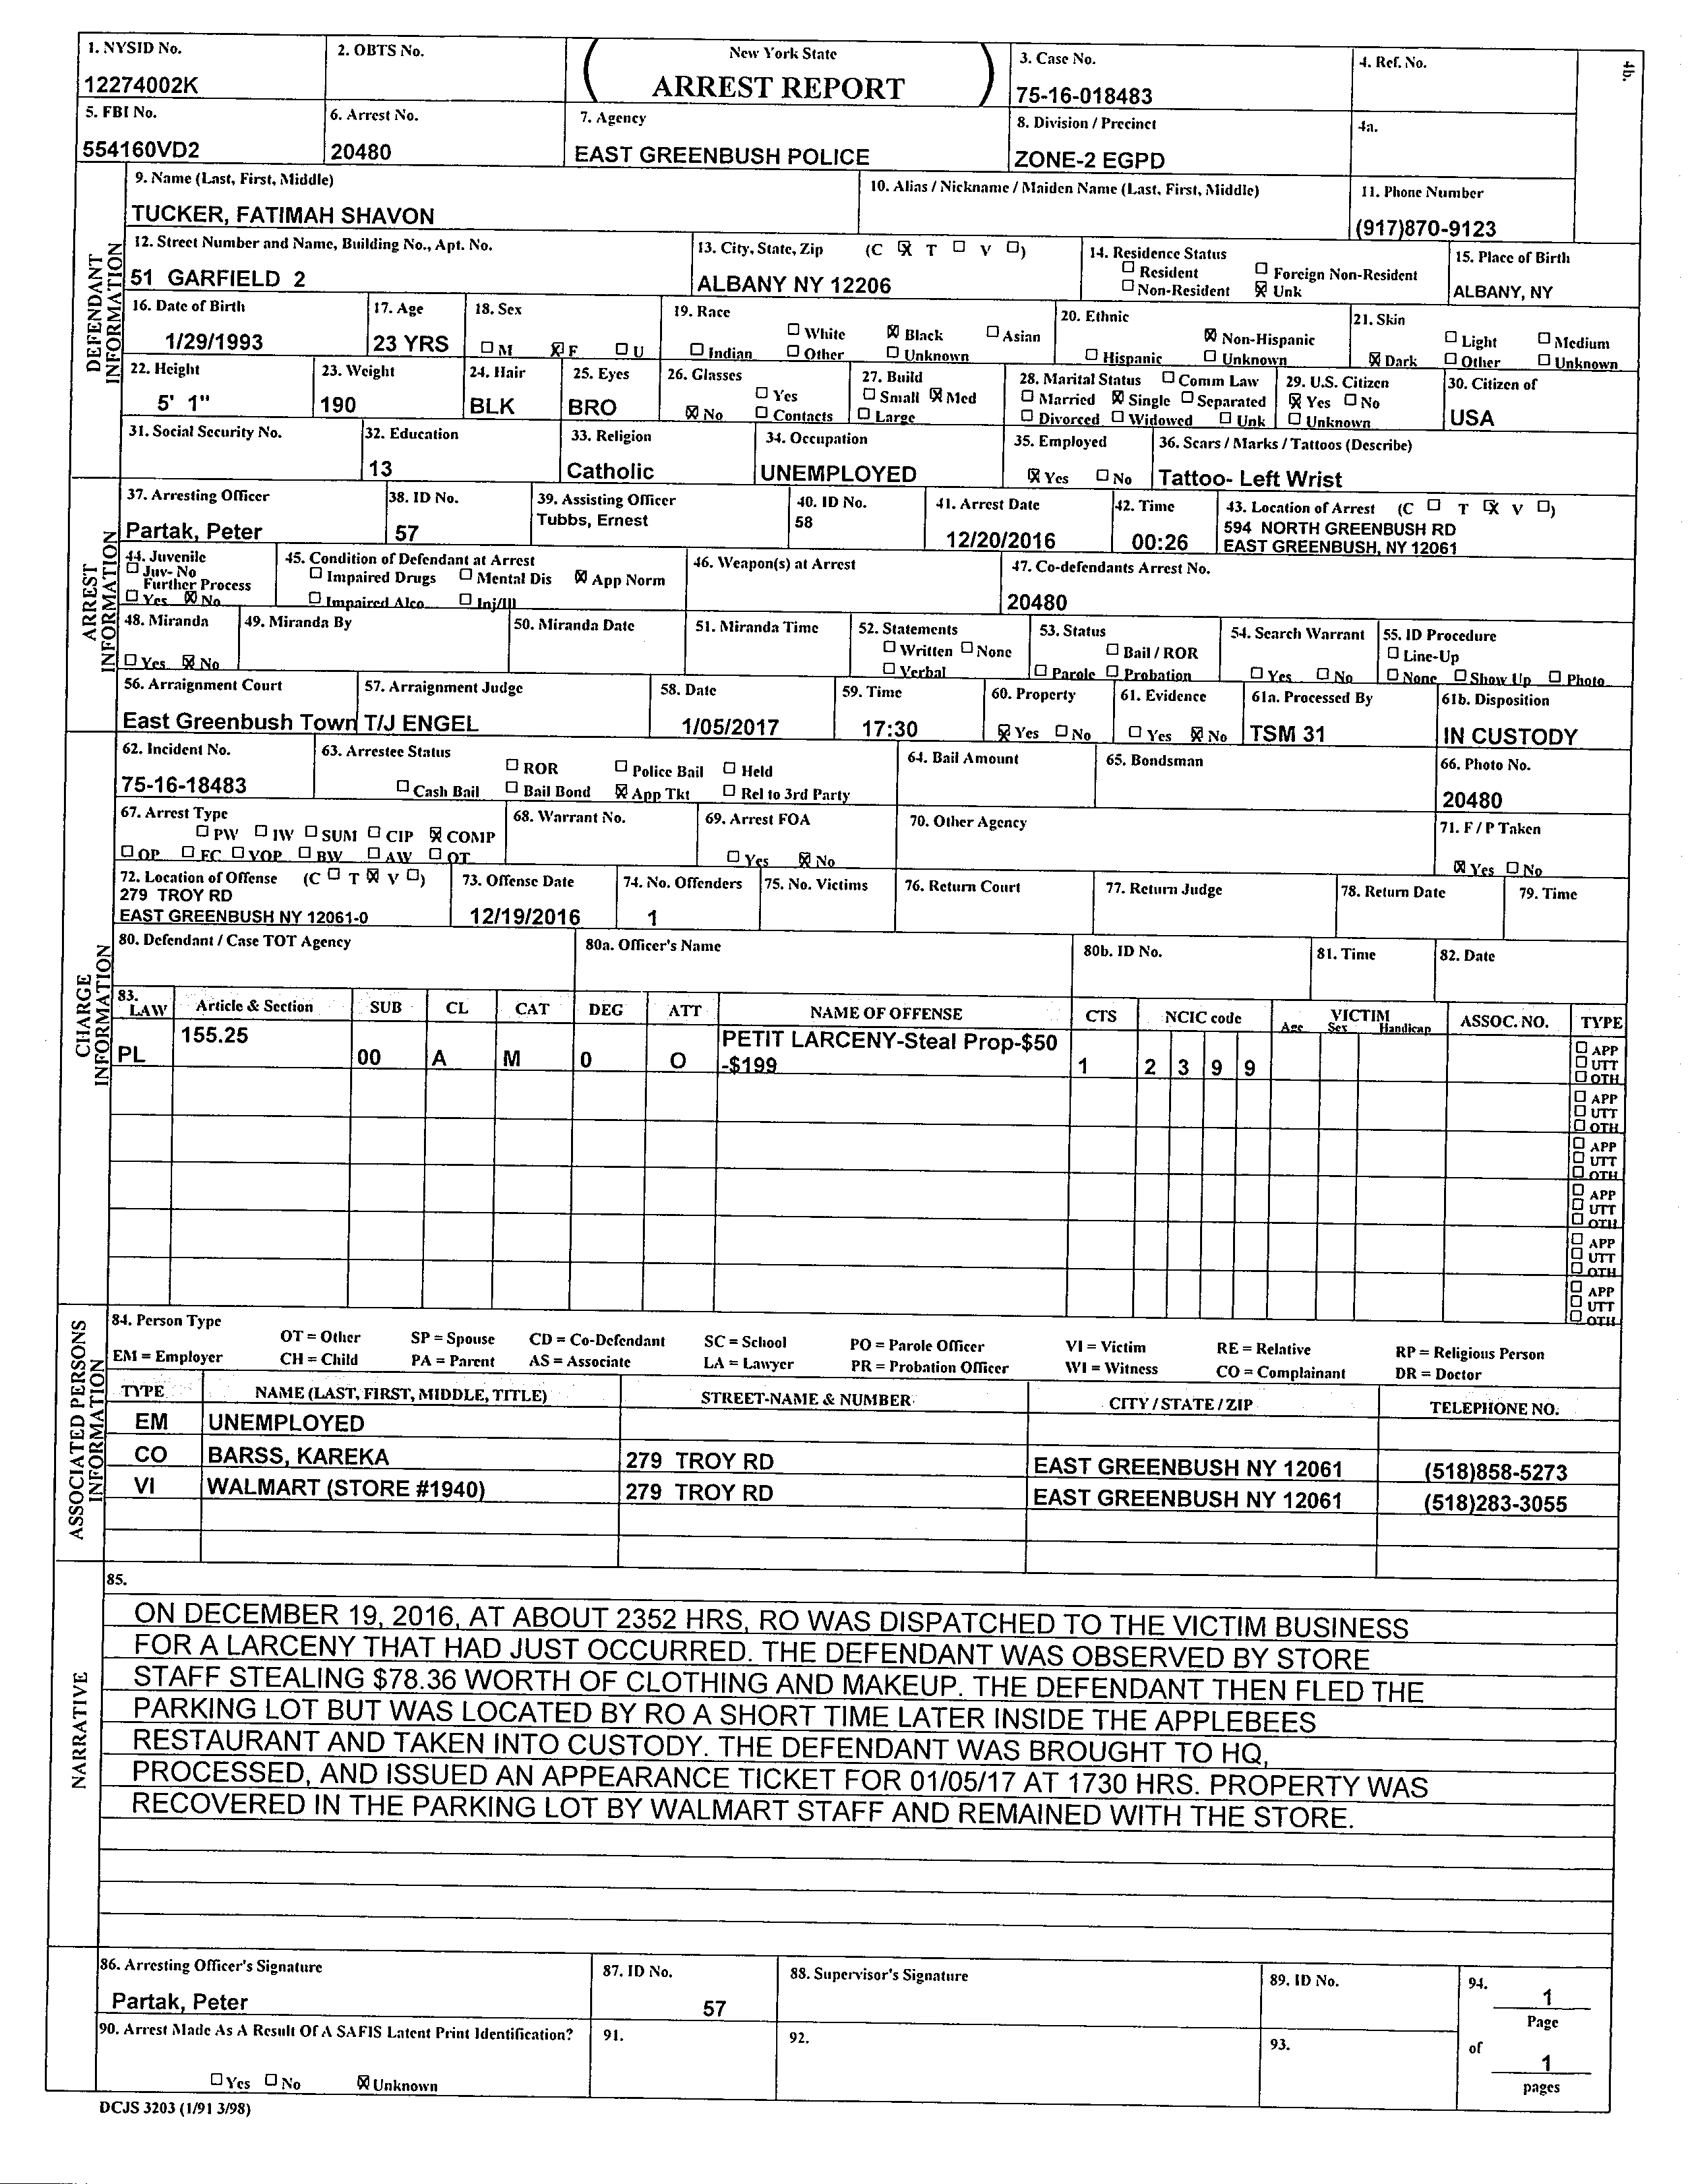 1. NYSID No.
12274002K
2. OBTS No.
New York State
ARREST REPORT
3. Case No.
75-16-018483
4. Ref. No.
4b.
5. FBI No.
554160VD2
6. Arrest No.
20480
7. Agency
EAST GREENBUSH POLICE
8. Division / Precinct
ZONE-2 EGPD
4a.
DEFENDANT INFORMATION
9. Name (Last, First, Middle)
TUCKER, FATIMAH SHAVON
10. Alias / Nickname / Maiden Name (Last, First, Middle)
11. Phone Number
(917)870-9123
12. Street Number and Name, Building No., Apt. No.
51 GARFIELD 2
13. City, State, Zip (C ☒ T ☐ V ☐)
ALBANY NY 12206
14. Residence Status
☐ Resident ☐ Foreign Non-Resident
☐ Non-Resident ☒ Unk
15. Place of Birth
ALBANY, NY
16. Date of Birth
1/29/1993
17. Age
23 YRS
18. Sex
☐ M ☒ F ☐ U
19. Race
☐ White ☒ Black ☐ Asian
☐ Indian ☐ Other ☐ Unknown
20. Ethnic
☒ Non-Hispanic
☐ Hispanic ☐ Unknown
21. Skin
☐ Light ☐ Medium
☒ Dark ☐ Other ☐ Unknown
22. Height
5' 1"
23. Weight
190
24. Hair
BLK
25. Eyes
BRO
26. Glasses
☐ Yes
☒ No ☐ Contacts
27. Build
☐ Small ☒ Med
☐ Large
28. Marital Status ☐ Comm Law
☐ Married ☒ Single ☐ Separated
☐ Divorced ☐ Widowed ☐ Unk
29. U.S. Citizen
☒ Yes ☐ No
☐ Unknown
30. Citizen of
USA
31. Social Security No.
32. Education
13
33. Religion
Catholic
34. Occupation
UNEMPLOYED
35. Employed
☒ Yes ☐ No
36. Scars / Marks / Tattoos (Describe)
Tattoo- Left Wrist
ARREST INFORMATION
37. Arresting Officer
Partak, Peter
38. ID No.
57
39. Assisting Officer
Tubbs, Ernest
40. ID No.
58
41. Arrest Date
12/20/2016
42. Time
00:26
43. Location of Arrest (C ☐ T ☒ V ☐)
594 NORTH GREENBUSH RD
EAST GREENBUSH, NY 12061
44. Juvenile
☐ Juv- No
Further Process
☐ Yes ☒ No
45. Condition of Defendant at Arrest
☐ Impaired Drugs ☐ Mental Dis ☒ App Norm
☐ Impaired Alco ☐ Inj/Ill
46. Weapon(s) at Arrest
47. Co-defendants Arrest No.
20480
48. Miranda
☐ Yes ☒ No
49. Miranda By
50. Miranda Date
51. Miranda Time
52. Statements
☐ Written ☐ None
☐ Verbal
53. Status
☐ Bail / ROR
☐ Parole ☐ Probation
54. Search Warrant
☐ Yes ☐ No
55. ID Procedure
☐ Line-Up
☐ None ☐ Show Up ☐ Photo
56. Arraignment Court
East Greenbush Town
57. Arraignment Judge
T/J ENGEL
58. Date
1/05/2017
59. Time
17:30
60. Property
☒ Yes ☐ No
61. Evidence
☐ Yes ☒ No
61a. Processed By
TSM 31
61b. Disposition
IN CUSTODY
CHARGE INFORMATION
62. Incident No.
75-16-18483
63. Arrestee Status
☐ ROR ☐ Police Bail ☐ Held
☐ Cash Bail ☐ Bail Bond ☒ App Tkt ☐ Rel to 3rd Party
64. Bail Amount
65. Bondsman
66. Photo No.
20480
67. Arrest Type
☐ PW ☐ IW ☐ SUM ☐ CIP ☒ COMP
☐ OP ☐ FC ☐ VOP ☐ BW ☐ AW ☐ OT
68. Warrant No.
69. Arrest FOA
☐ Yes ☒ No
70. Other Agency
71. F / P Taken
☒ Yes ☐ No
72. Location of Offense (C ☐ T ☒ V ☐)
279 TROY RD
EAST GREENBUSH NY 12061-0
73. Offense Date
12/19/2016
74. No. Offenders
1
75. No. Victims
76. Return Court
77. Return Judge
78. Return Date
79. Time
80. Defendant / Case TOT Agency
80a. Officer's Name
80b. ID No.
81. Time
82. Date
83. LAW Article & Section SUB CL CAT DEG ATT NAME OF OFFENSE CTS NCIC code VICTIM Age Sex Handicap ASSOC. NO. TYPE
PL 155.25 00 A M 0 O PETIT LARCENY-Steal Prop-$50
-$199 1 2 3 9 9
☐ APP
☐ UTT
☐ OTH
☐ APP
☐ UTT
☐ OTH
☐ APP
☐ UTT
☐ OTH
☐ APP
☐ UTT
☐ OTH
☐ APP
☐ UTT
☐ OTH
☐ APP
☐ UTT
☐ OTH
ASSOCIATED PERSONS INFORMATION
84. Person Type
OT = Other SP = Spouse CD = Co-Defendant SC = School PO = Parole Officer VI = Victim RE = Relative RP = Religious Person
EM = Employer CH = Child PA = Parent AS = Associate LA = Lawyer PR = Probation Officer WI = Witness CO = Complainant DR = Doctor
TYPE NAME (LAST, FIRST, MIDDLE, TITLE) STREET-NAME & NUMBER CITY / STATE / ZIP TELEPHONE NO.
EM UNEMPLOYED
CO BARSS, KAREKA 279 TROY RD EAST GREENBUSH NY 12061 (518)858-5273
VI WALMART (STORE #1940) 279 TROY RD EAST GREENBUSH NY 12061 (518)283-3055
NARRATIVE
85.
ON DECEMBER 19, 2016, AT ABOUT 2352 HRS, RO WAS DISPATCHED TO THE VICTIM BUSINESS
FOR A LARCENY THAT HAD JUST OCCURRED. THE DEFENDANT WAS OBSERVED BY STORE
STAFF STEALING $78.36 WORTH OF CLOTHING AND MAKEUP. THE DEFENDANT THEN FLED THE
PARKING LOT BUT WAS LOCATED BY RO A SHORT TIME LATER INSIDE THE APPLEBEES
RESTAURANT AND TAKEN INTO CUSTODY. THE DEFENDANT WAS BROUGHT TO HQ,
PROCESSED, AND ISSUED AN APPEARANCE TICKET FOR 01/05/17 AT 1730 HRS. PROPERTY WAS
RECOVERED IN THE PARKING LOT BY WALMART STAFF AND REMAINED WITH THE STORE.
86. Arresting Officer's Signature
Partak, Peter
87. ID No.
57
88. Supervisor's Signature
89. ID No.
94.
1
Page
of
1
pages
90. Arrest Made As A Result Of A SAFIS Latent Print Identification?
☐ Yes ☐ No ☒ Unknown
91.
92.
93.
DCJS 3203 (1/91 3/98)